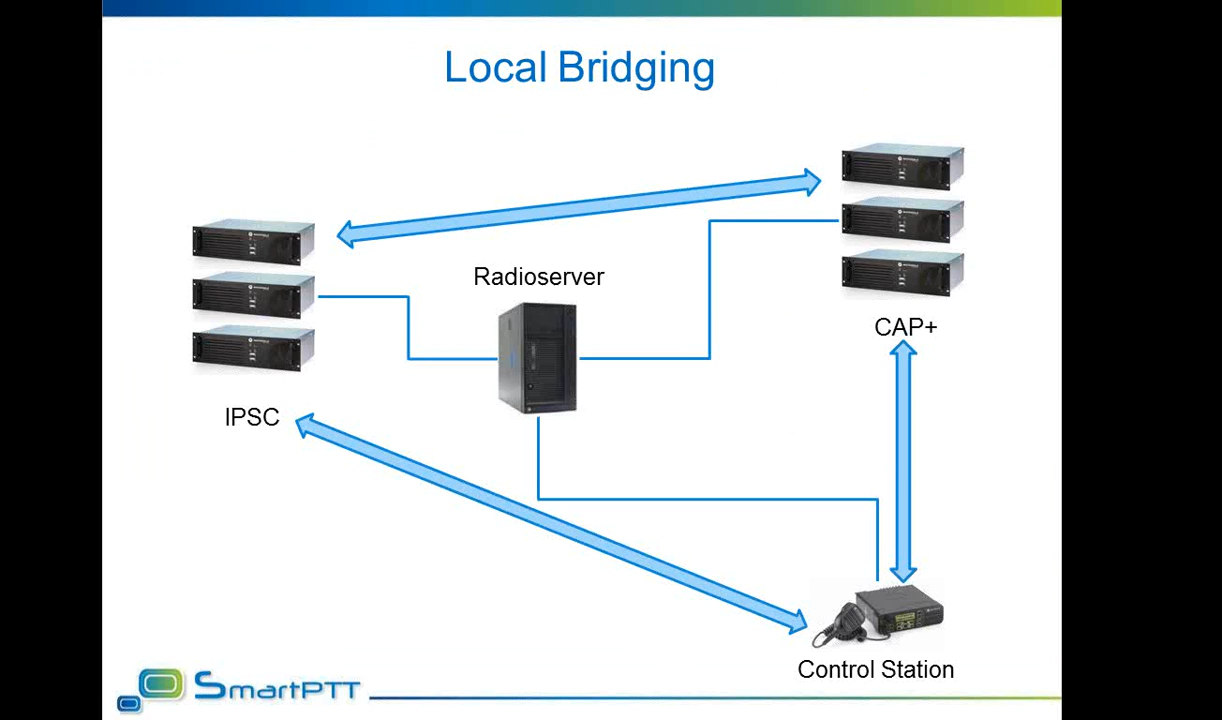 Local Bridging
Radioserver
CAP+
IPSC
Control Station
SmartPTT